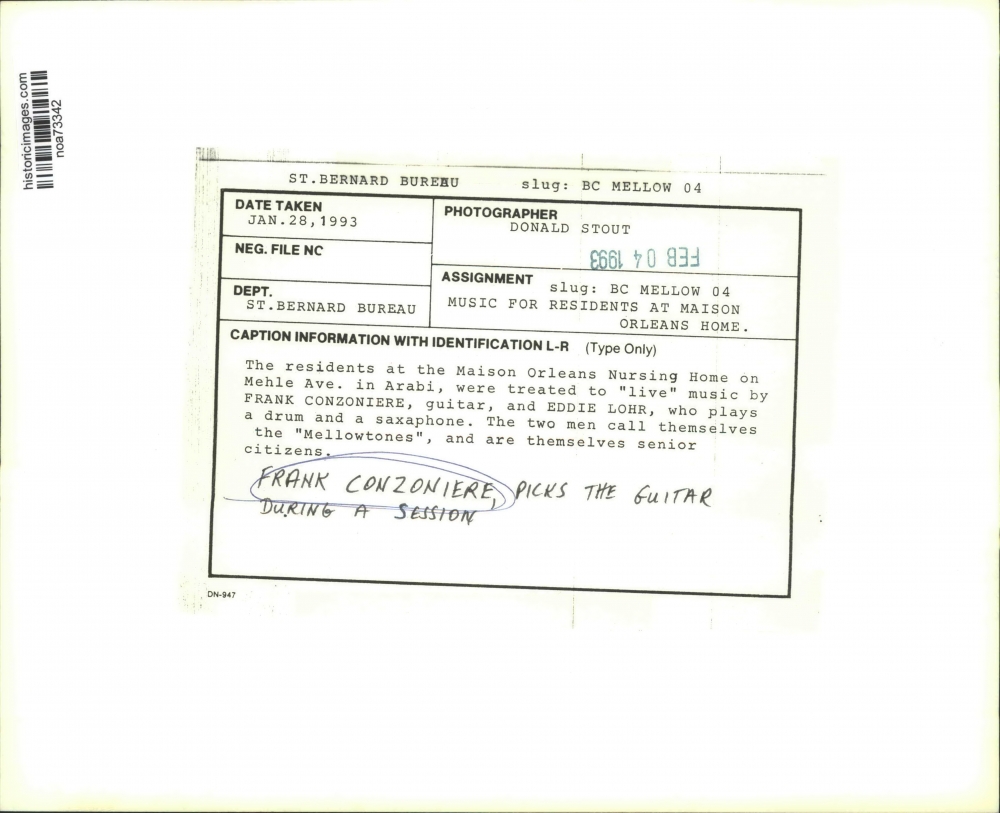 historicimages.com
noa73342
ST.BERNARD BUREAU slug: BC MELLOW 04
DATE TAKEN
JAN.28,1993
PHOTOGRAPHER
DONALD STOUT
FEB 04 1993
NEG. FILE NO
ASSIGNMENT
slug: BC MELLOW 04
MUSIC FOR RESIDENTS AT MAISON
ORLEANS HOME.
DEPT.
ST.BERNARD BUREAU
CAPTION INFORMATION WITH IDENTIFICATION L-R (Type Only)
The residents at the Maison Orleans Nursing Home on
Mehle Ave. in Arabi, were treated to "live" music by
FRANK CONZONIERE, guitar, and EDDIE LOHR, who plays
a drum and a saxaphone. The two men call themselves
the "Mellowtones", and are themselves senior
citizens.
FRANK CONZONIERE, PICKS THE GUITAR
DURING A SESSION
DN-947